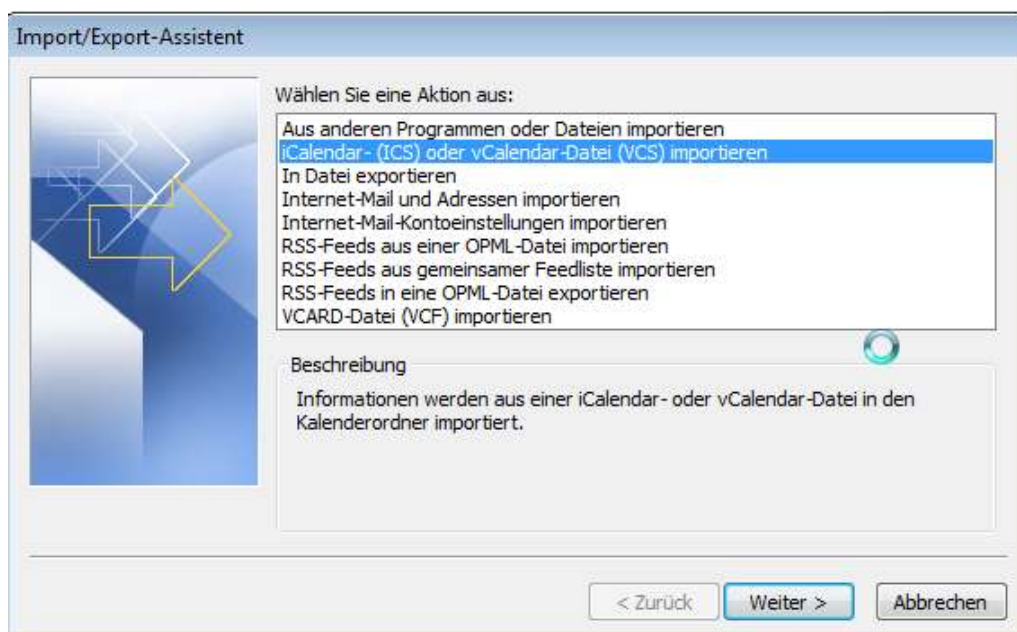 Import/Export-Assistent
Wählen Sie eine Aktion aus:
Aus anderen Programmen oder Dateien importieren
iCalendar- (ICS) oder vCalendar-Datei (VCS) importieren
In Datei exportieren
Internet-Mail und Adressen importieren
Internet-Mail-Kontoeinstellungen importieren
RSS-Feeds aus einer OPML-Datei importieren
RSS-Feeds aus gemeinsamer Feedliste importieren
RSS-Feeds in eine OPML-Datei exportieren
VCARD-Datei (VCF) importieren
Beschreibung
Informationen werden aus einer iCalendar- oder vCalendar-Datei in den
Kalenderordner importiert.
< Zurück Weiter > Abbrechen